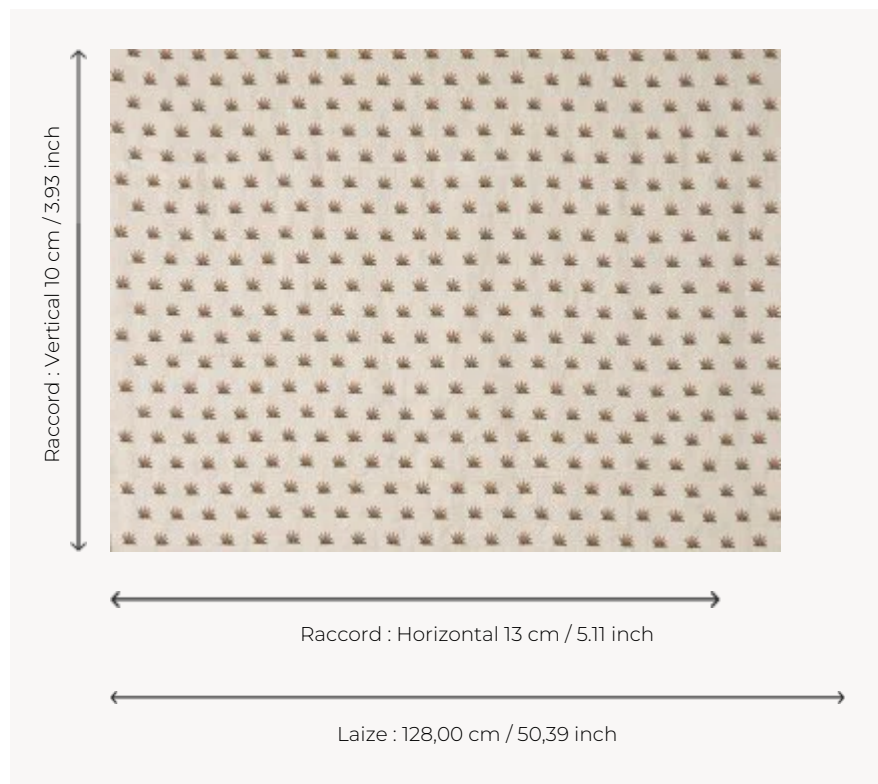 Raccord : Vertical 10 cm / 3.93 inch
Raccord : Horizontal 13 cm / 5.11 inch
Laize : 128,00 cm / 50,39 inch